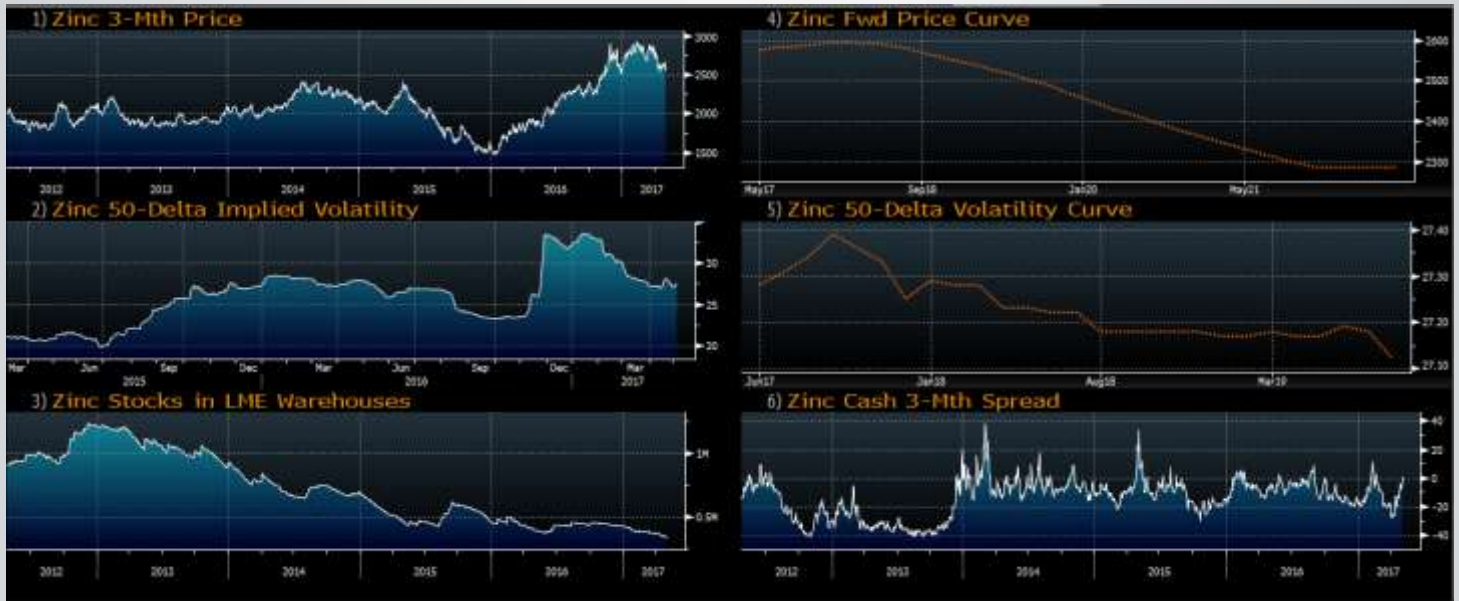 1) Zinc 3-Mth Price
3000
2500
2000
1500
2012 2013 2014 2015 2016 2017
2) Zinc 50-Delta Implied Volatility
30
25
20
Mar Jun Sep Dec Mar Jun Sep Dec Mar
2015 2016 2017
3) Zinc Stocks in LME Warehouses
1M
0.5M
2012 2013 2014 2015 2016 2017
4) Zinc Fwd Price Curve
2600
2500
2400
2300
May17 Sep18 Jan20 May21
5) Zinc 50-Delta Volatility Curve
27.40
27.30
27.20
27.10
Jun17 Jan18 Aug18 Mar19
6) Zinc Cash 3-Mth Spread
40
20
0
-20
-40
2012 2013 2014 2015 2016 2017